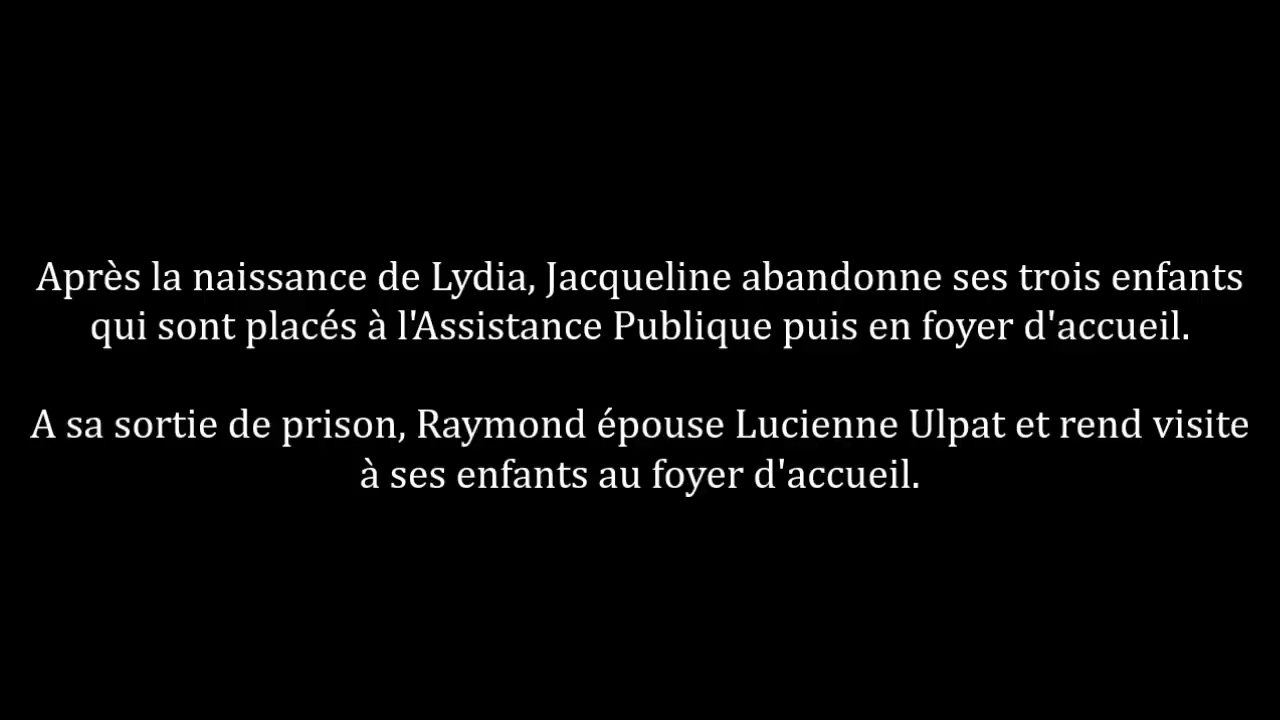 Après la naissance de Lydia, Jacqueline abandonne ses trois enfants
qui sont placés à l'Assistance Publique puis en foyer d'accueil.
A sa sortie de prison, Raymond épouse Lucienne Ulpat et rend visite
à ses enfants au foyer d'accueil.